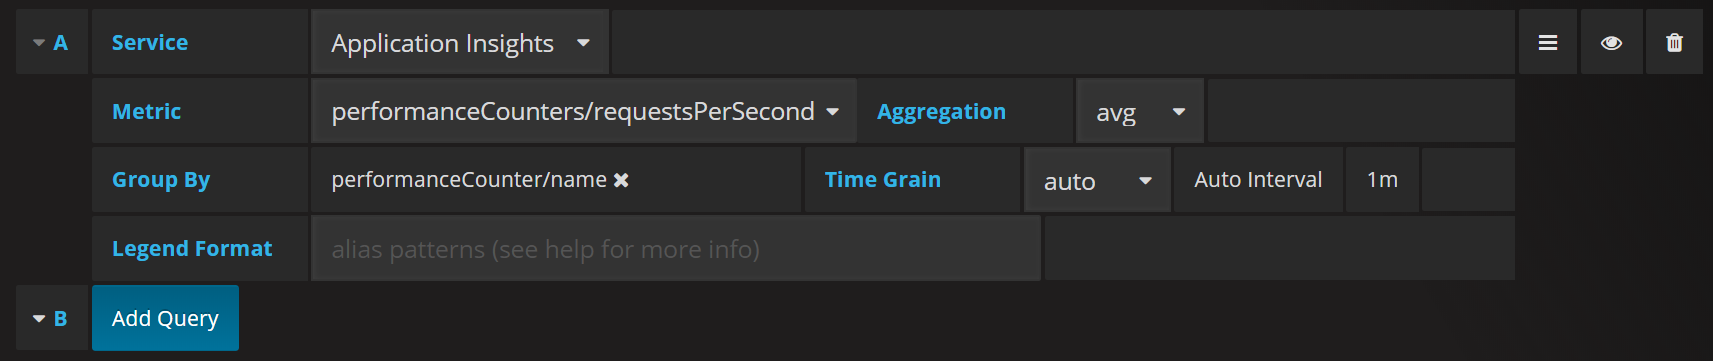 A Service Application Insights
Metric performanceCounters/requestsPerSecond Aggregation avg
Group By performanceCounter/name Time Grain auto Auto Interval 1m
Legend Format alias patterns (see help for more info)
B Add Query